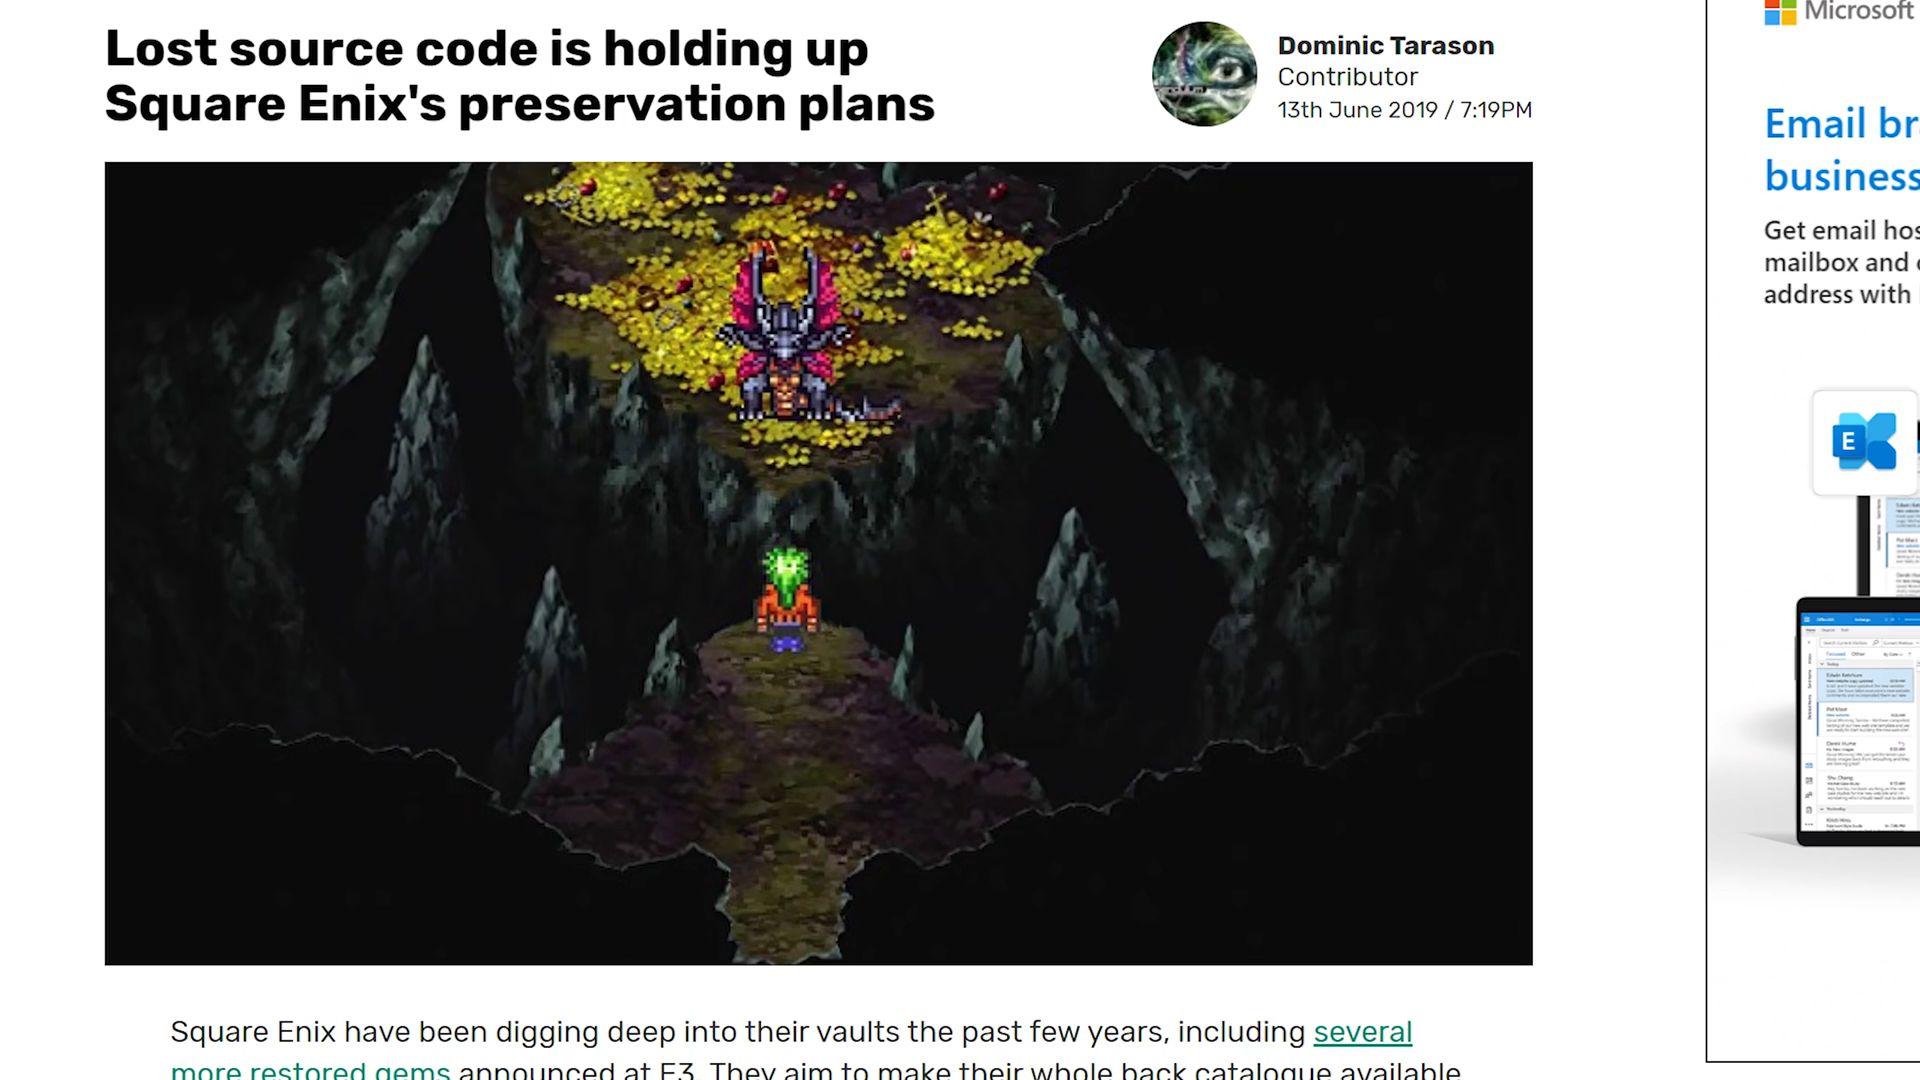 Lost source code is holding up
Square Enix's preservation plans
Dominic Tarason
Contributor
13th June 2019 / 7:19PM
Square Enix have been digging deep into their vaults the past few years, including several
more restored gems announced at E3. They aim to make their whole back catalogue available
Microsoft
Email br
business
Get email hos
mailbox and
address with
E